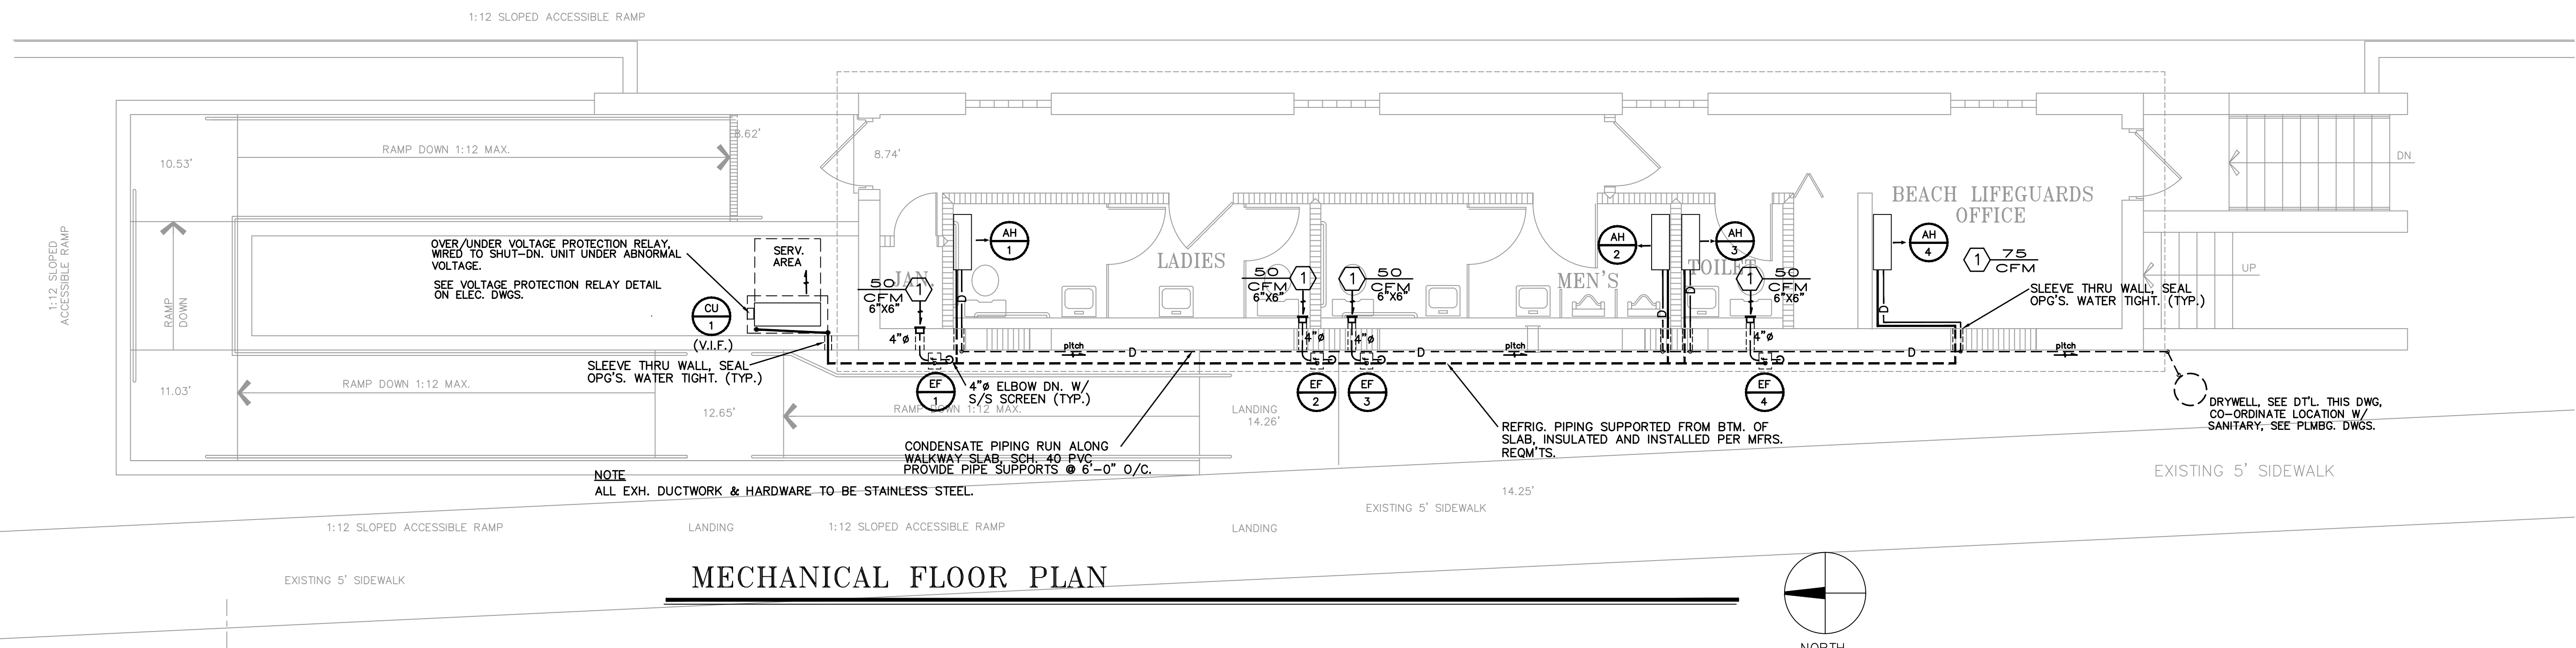 1:12 SLOPED ACCESSIBLE RAMP
8.62'
10.53'
RAMP DOWN 1:12 MAX.
8.74'
DN
1:12 SLOPED
ACCESSIBLE RAMP
RAMP
DOWN
OVER/UNDER VOLTAGE PROTECTION RELAY,
WIRED TO SHUT-DN. UNIT UNDER ABNORMAL
VOLTAGE.
SEE VOLTAGE PROTECTION RELAY DETAIL
ON ELEC. DWGS.
SERV.
AREA
CU
1
(V.I.F.)
SLEEVE THRU WALL, SEAL
OPG'S. WATER TIGHT. (TYP.)
JAN.
50
CFM
6"X6"
1
4"ø
D
AH
1
LADIES
50
CFM
6"X6"
1
4"ø
1
50
CFM
6"X6"
4"ø
MEN'S
AH
2
D
D
AH
3
TOILET
1
50
CFM
6"X6"
4"ø
BEACH LIFEGUARDS
OFFICE
AH
4
D
1
75
CFM
UP
SLEEVE THRU WALL, SEAL
OPG'S. WATER TIGHT. (TYP.)
pitch
D
D
pitch
D
pitch
EF
1
4"ø ELBOW DN. W/
S/S SCREEN (TYP.)
EF
2
EF
3
EF
4
11.03'
RAMP DOWN 1:12 MAX.
12.65'
RAMP DOWN 1:12 MAX.
LANDING
14.26'
DRYWELL, SEE DT'L. THIS DWG,
CO-ORDINATE LOCATION W/
SANITARY, SEE PLMBG. DWGS.
CONDENSATE PIPING RUN ALONG
WALKWAY SLAB, SCH. 40 PVC
PROVIDE PIPE SUPPORTS @ 6'-0" O/C.
REFRIG. PIPING SUPPORTED FROM BTM. OF
SLAB, INSULATED AND INSTALLED PER MFRS.
REQM'TS.
NOTE
ALL EXH. DUCTWORK & HARDWARE TO BE STAINLESS STEEL.
EXISTING 5' SIDEWALK
14.25'
EXISTING 5' SIDEWALK
1:12 SLOPED ACCESSIBLE RAMP
LANDING
1:12 SLOPED ACCESSIBLE RAMP
LANDING
EXISTING 5' SIDEWALK
MECHANICAL FLOOR PLAN
NORTH